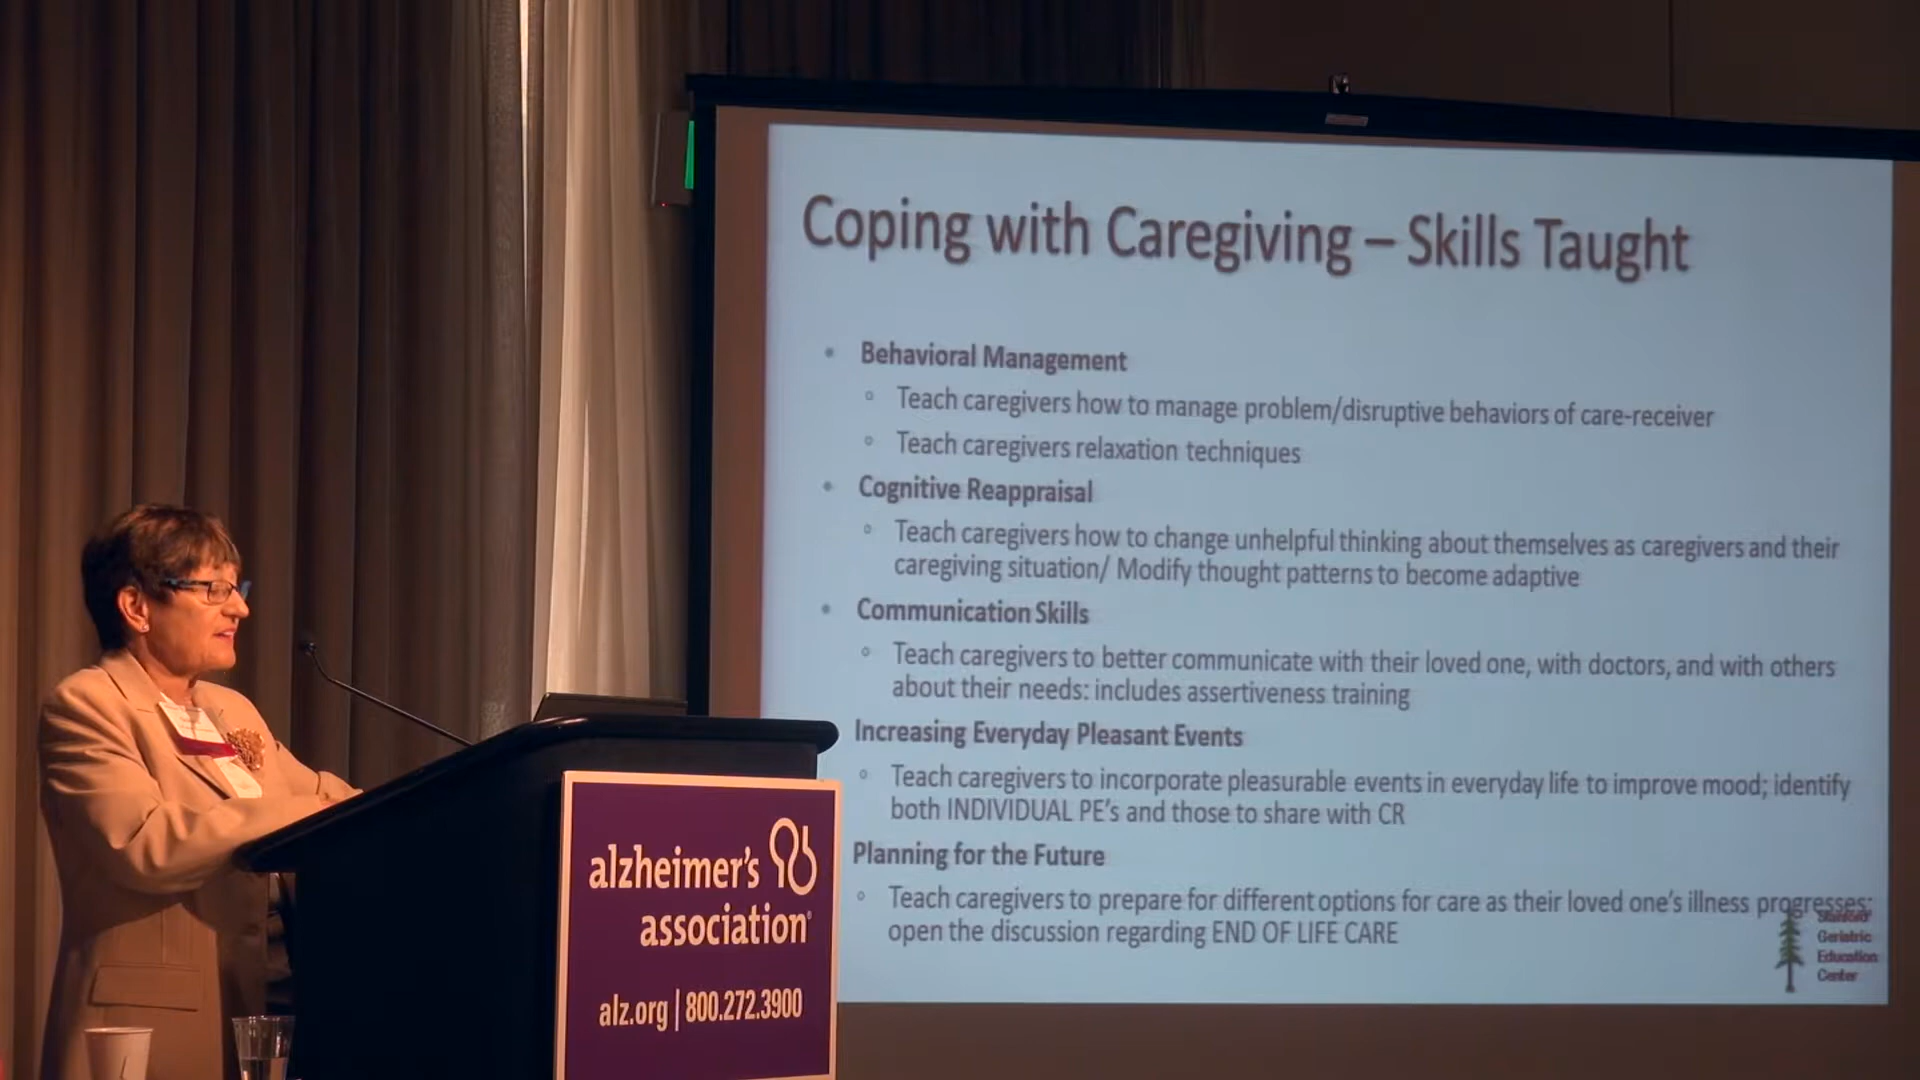 Coping with Caregiving – Skills Taught
• Behavioral Management
◦ Teach caregivers how to manage problem/disruptive behaviors of care-receiver
◦ Teach caregivers relaxation techniques
• Cognitive Reappraisal
◦ Teach caregivers how to change unhelpful thinking about themselves as caregivers and their
caregiving situation/ Modify thought patterns to become adaptive
• Communication Skills
◦ Teach caregivers to better communicate with their loved one, with doctors, and with others
about their needs: includes assertiveness training
Increasing Everyday Pleasant Events
◦ Teach caregivers to incorporate pleasurable events in everyday life to improve mood; identify
both INDIVIDUAL PE's and those to share with CR
Planning for the Future
◦ Teach caregivers to prepare for different options for care as their loved one's illness progresses;
open the discussion regarding END OF LIFE CARE
Stanford
Geriatric
Education
Center
alzheimer's
association®
alz.org | 800.272.3900